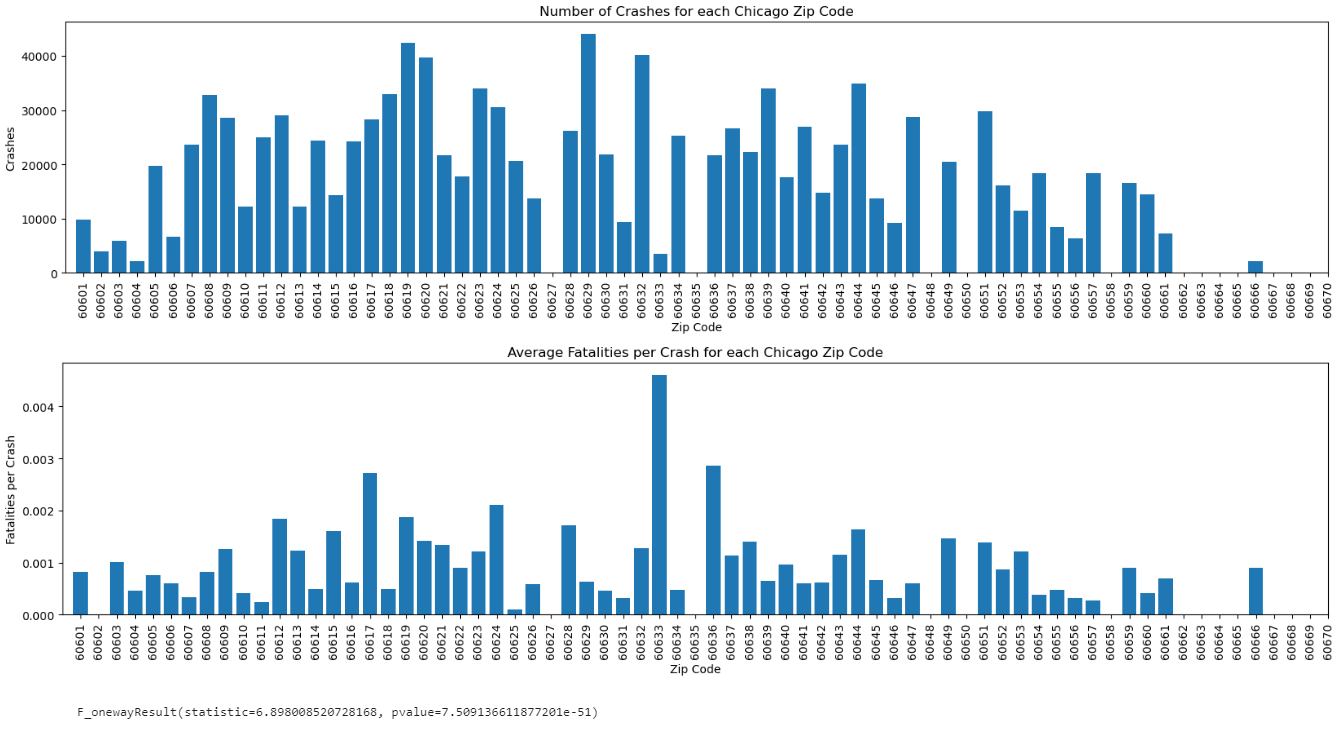 Number of Crashes for each Chicago Zip Code
Crashes
40000
30000
20000
10000
0
60601 60602 60603 60604 60605 60606 60607 60608 60609 60610 60611 60612 60613 60614 60615 60616 60617 60618 60619 60620 60621 60622 60623 60624 60625 60626 60627 60628 60629 60630 60631 60632 60633 60634 60635 60636 60637 60638 60639 60640 60641 60642 60643 60644 60645 60646 60647 60648 60649 60650 60651 60652 60653 60654 60655 60656 60657 60658 60659 60660 60661 60662 60663 60664 60665 60666 60667 60668 60669 60670
Zip Code
Average Fatalities per Crash for each Chicago Zip Code
Fatalities per Crash
0.004
0.003
0.002
0.001
0.000
60601 60602 60603 60604 60605 60606 60607 60608 60609 60610 60611 60612 60613 60614 60615 60616 60617 60618 60619 60620 60621 60622 60623 60624 60625 60626 60627 60628 60629 60630 60631 60632 60633 60634 60635 60636 60637 60638 60639 60640 60641 60642 60643 60644 60645 60646 60647 60648 60649 60650 60651 60652 60653 60654 60655 60656 60657 60658 60659 60660 60661 60662 60663 60664 60665 60666 60667 60668 60669 60670
Zip Code
F_onewayResult(statistic=6.898008520728168, pvalue=7.509136611877201e-51)